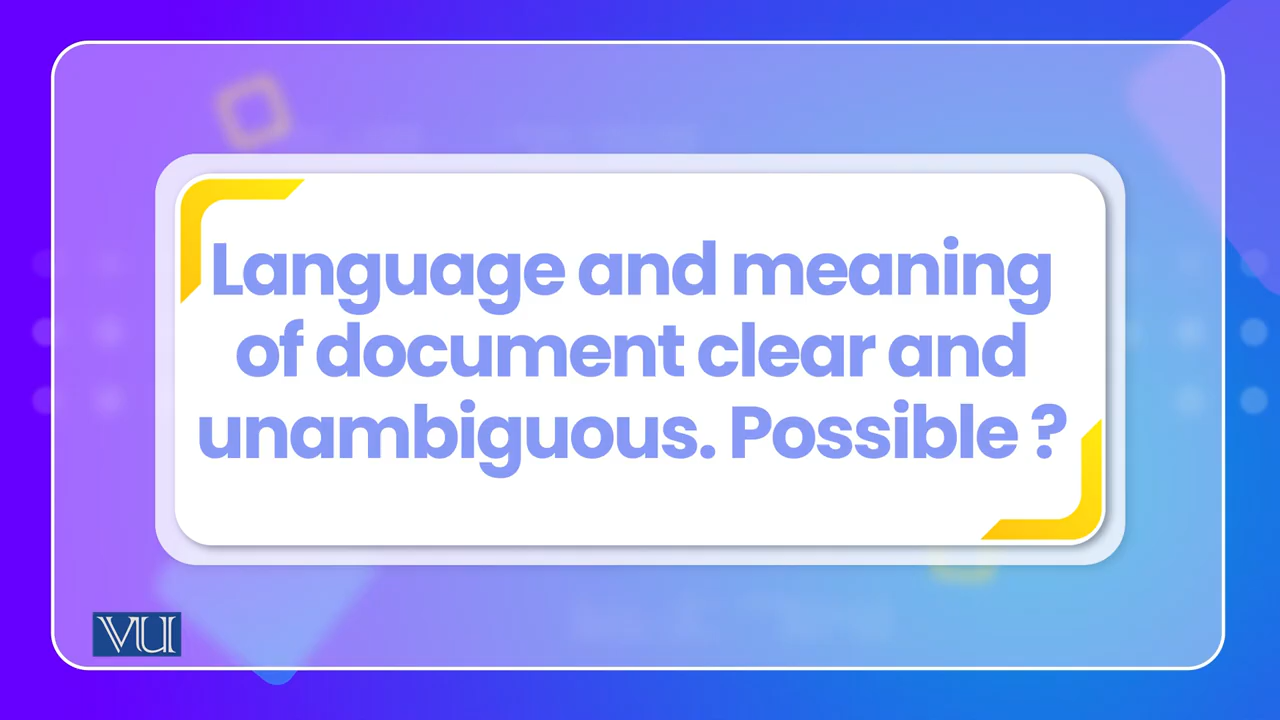 Language and meaning
of document clear and
unambiguous. Possible ?
VU